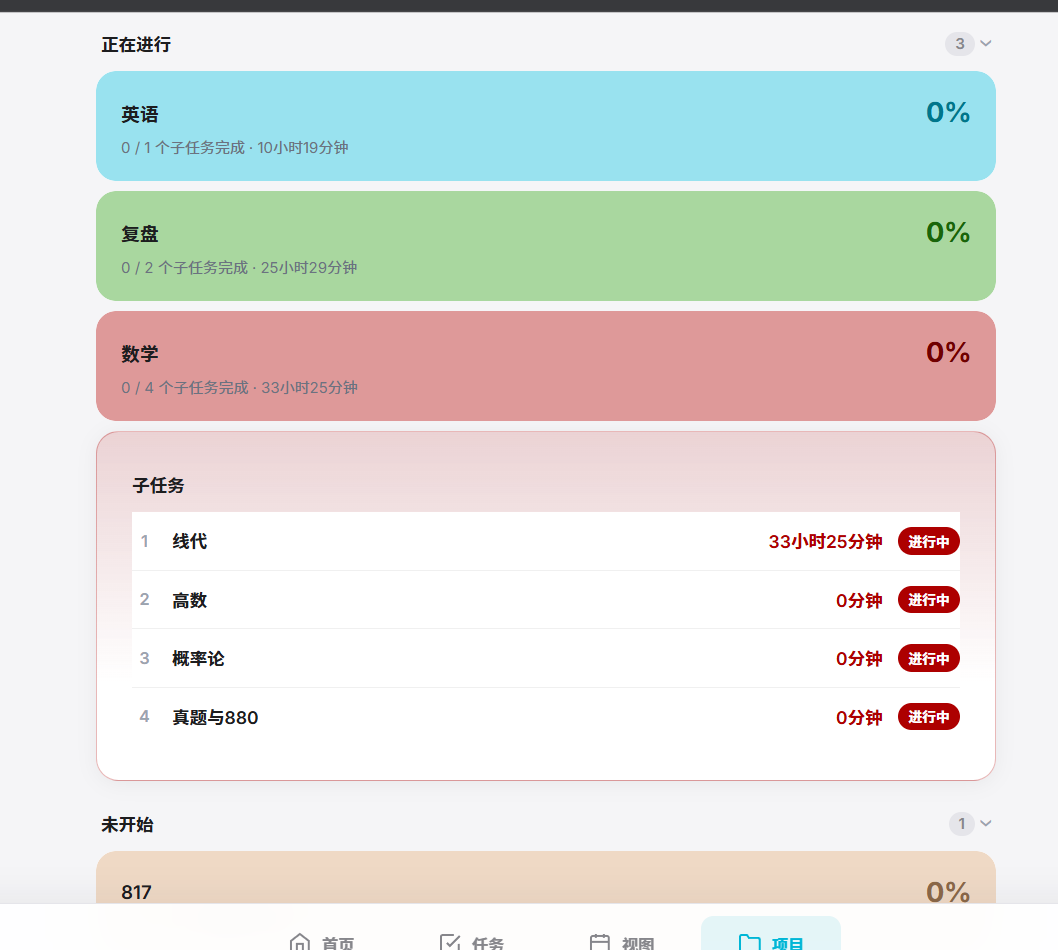 正在进行 3
英语 0%
0 / 1 个子任务完成 · 10小时19分钟
复盘 0%
0 / 2 个子任务完成 · 25小时29分钟
数学 0%
0 / 4 个子任务完成 · 33小时25分钟
子任务
1 线代 33小时25分钟 进行中
2 高数 0分钟 进行中
3 概率论 0分钟 进行中
4 真题与880 0分钟 进行中
未开始 1
817 0%
首页 任务 视图 项目